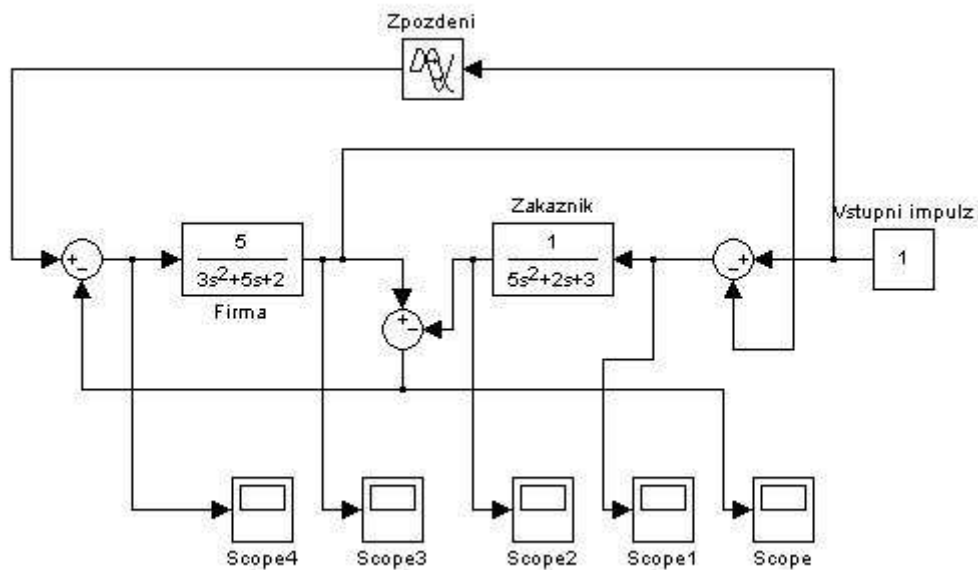 Zpozdeni
Zakaznik
Vstupni impulz
+
−
5
3s²+5s+2
Firma
+
−
1
5s²+2s+3
−
+
1
Scope4
Scope3
Scope2
Scope1
Scope